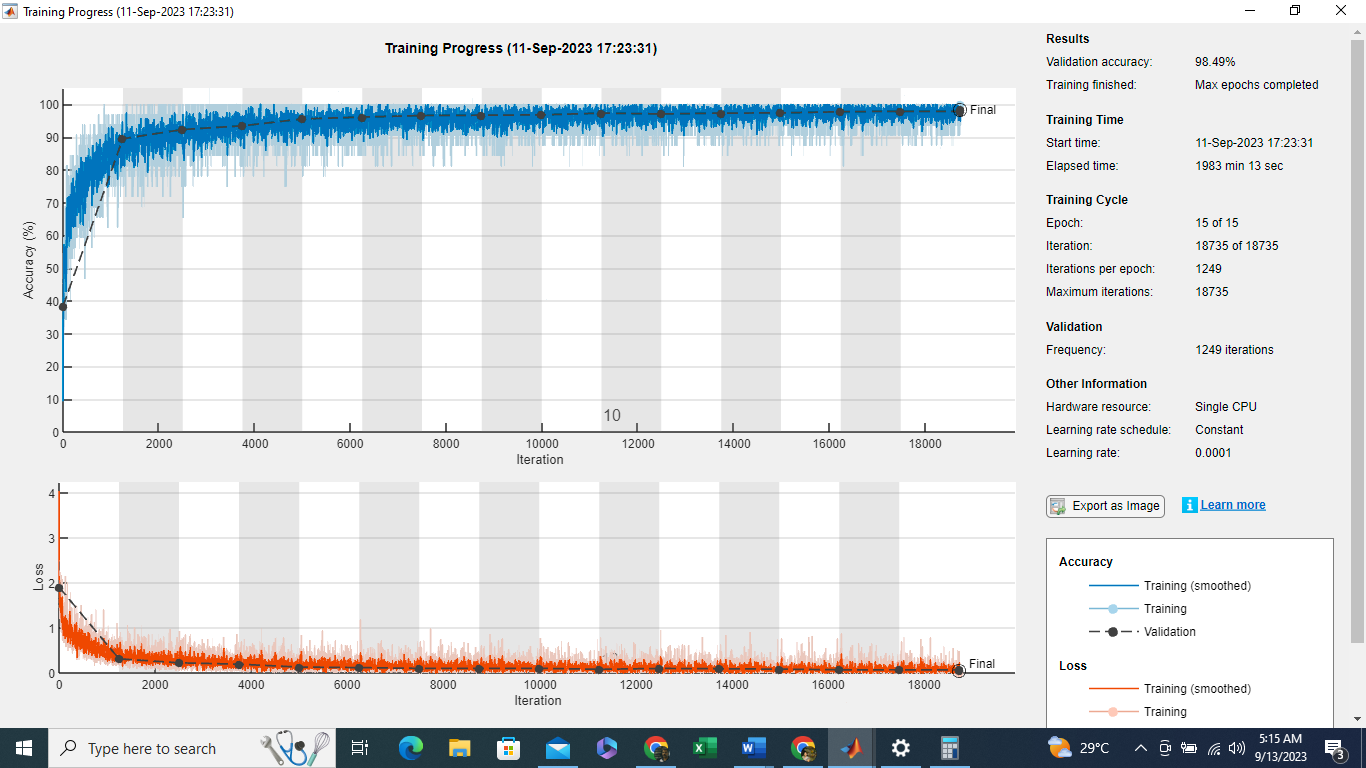 Training Progress (11-Sep-2023 17:23:31)
Training Progress (11-Sep-2023 17:23:31)
100
90
80
70
60
50
40
30
20
10
0
Accuracy (%)
Final
10
0 2000 4000 6000 8000 10000 12000 14000 16000 18000
Iteration
4
3
2
1
0
Loss
Final
0 2000 4000 6000 8000 10000 12000 14000 16000 18000
Iteration
Results
Validation accuracy: 98.49%
Training finished: Max epochs completed
Training Time
Start time: 11-Sep-2023 17:23:31
Elapsed time: 1983 min 13 sec
Training Cycle
Epoch: 15 of 15
Iteration: 18735 of 18735
Iterations per epoch: 1249
Maximum iterations: 18735
Validation
Frequency: 1249 iterations
Other Information
Hardware resource: Single CPU
Learning rate schedule: Constant
Learning rate: 0.0001
Export as Image
i Learn more
Accuracy
Training (smoothed)
Training
Validation
Loss
Training (smoothed)
Training
Type here to search
29°C
5:15 AM
9/13/2023
3